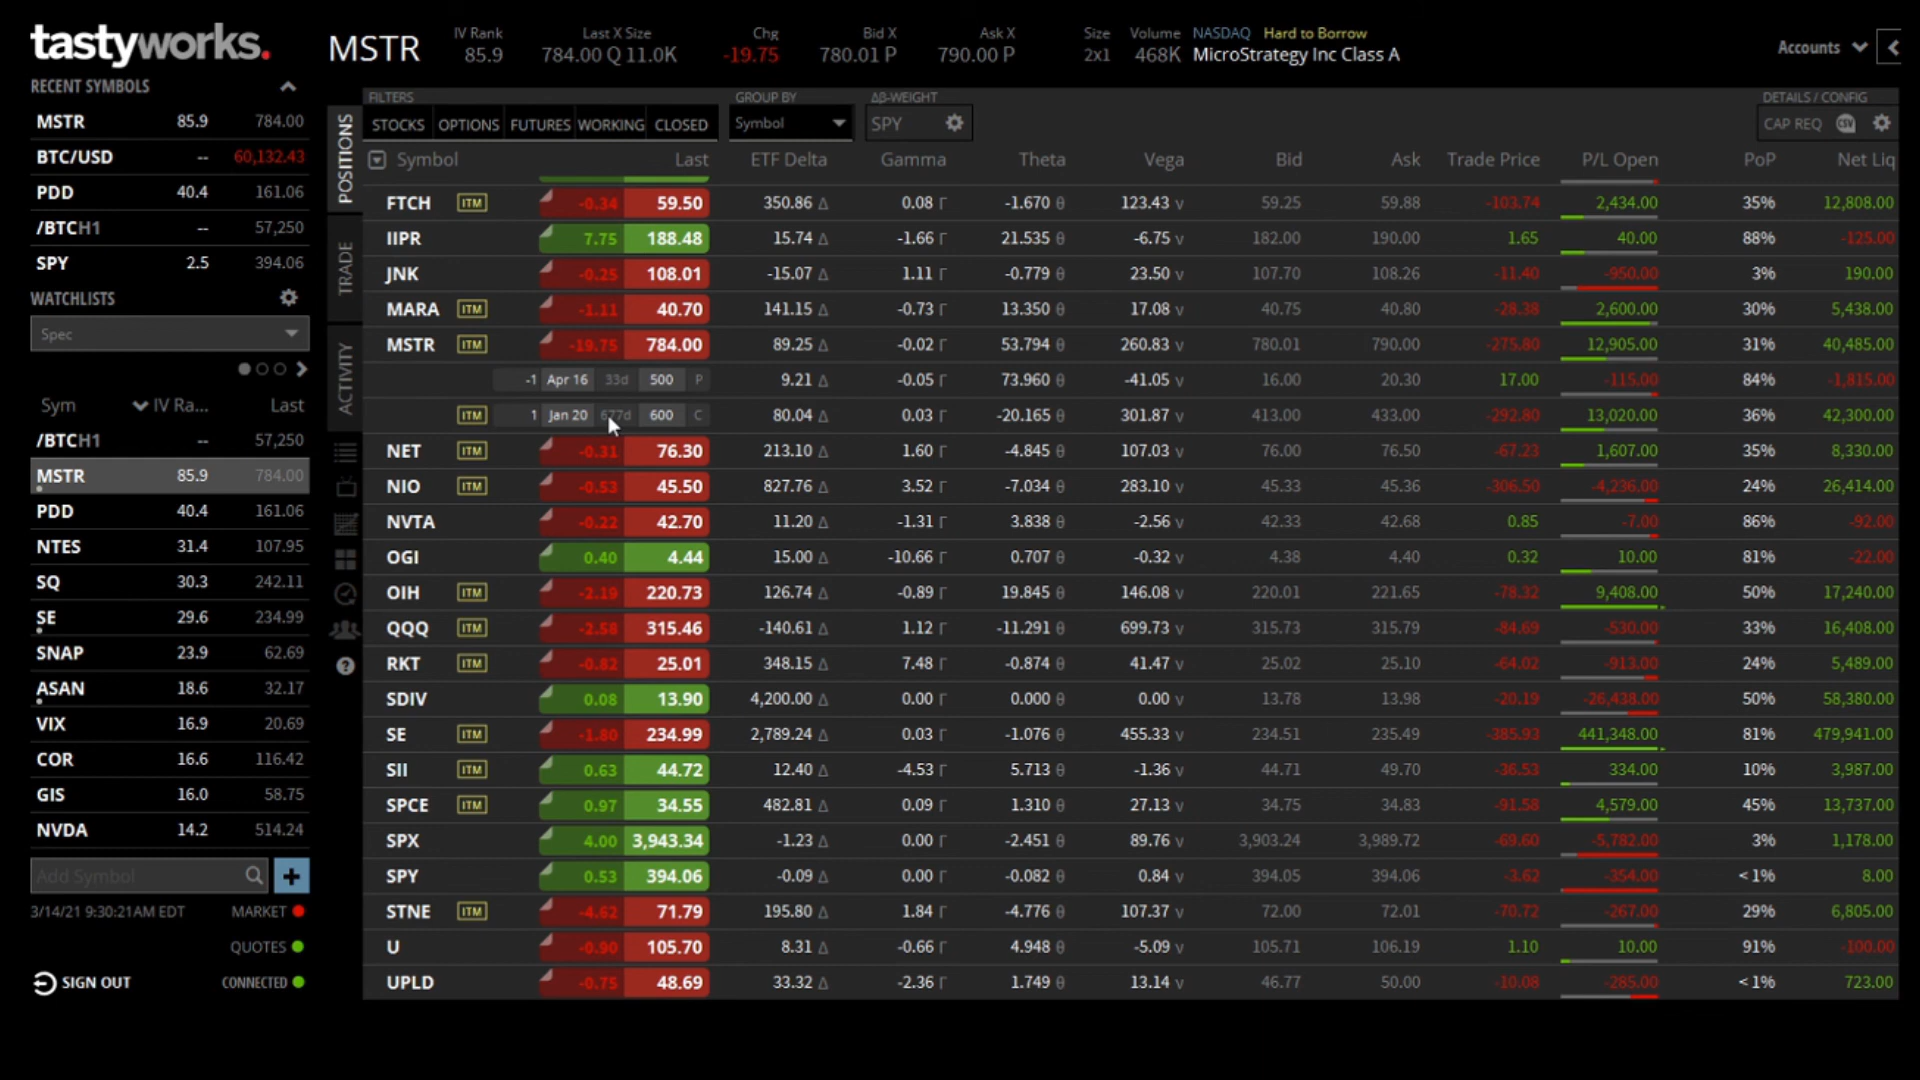 tastyworks.
MSTR
IV Rank
85.9
Last X Size
784.00 Q 11.0K
Chg
-19.75
Bid X
780.01 P
Ask X
790.00 P
Size
2x1
Volume
468K
NASDAQ Hard to Borrow
MicroStrategy Inc Class A
Accounts
RECENT SYMBOLS
MSTR 85.9 784.00
BTC/USD -- 60,132.43
PDD 40.4 161.06
/BTCH1 -- 57,250
SPY 2.5 394.06
WATCHLISTS
Spec
Sym IV Ra... Last
/BTCH1 -- 57,250
MSTR 85.9 784.00
PDD 40.4 161.06
NTES 31.4 107.95
SQ 30.3 242.11
SE 29.6 234.99
SNAP 23.9 62.69
ASAN 18.6 32.17
VIX 16.9 20.69
COR 16.6 116.42
GIS 16.0 58.75
NVDA 14.2 514.24
Add Symbol
3/14/21 9:30:21AM EDT MARKET
QUOTES
SIGN OUT CONNECTED
POSITIONS
TRADE
ACTIVITY
FILTERS GROUP BY Δβ-WEIGHT DETAILS / CONFIG
STOCKS OPTIONS FUTURES WORKING CLOSED Symbol SPY CAP REQ CSV
Symbol Last ETF Delta Gamma Theta Vega Bid Ask Trade Price P/L Open PoP Net Liq
FTCH ITM -0.34 59.50 350.86 Δ 0.08 Γ -1.670 θ 123.43 v 59.25 59.88 -103.74 2,434.00 35% 12,808.00
IIPR 7.75 188.48 15.74 Δ -1.66 Γ 21.535 θ -6.75 v 182.00 190.00 1.65 40.00 88% -125.00
JNK -0.25 108.01 -15.07 Δ 1.11 Γ -0.779 θ 23.50 v 107.70 108.26 -11.40 -950.00 3% 190.00
MARA ITM -1.11 40.70 141.15 Δ -0.73 Γ 13.350 θ 17.08 v 40.75 40.80 -28.38 2,600.00 30% 5,438.00
MSTR ITM -19.75 784.00 89.25 Δ -0.02 Γ 53.794 θ 260.83 v 780.01 790.00 -275.80 12,905.00 31% 40,485.00
-1 Apr 16 33d 500 P 9.21 Δ -0.05 Γ 73.960 θ -41.05 v 16.00 20.30 17.00 -115.00 84% -1,815.00
ITM 1 Jan 20 677d 600 C 80.04 Δ 0.03 Γ -20.165 θ 301.87 v 413.00 433.00 -292.80 13,020.00 36% 42,300.00
NET ITM -0.31 76.30 213.10 Δ 1.60 Γ -4.845 θ 107.03 v 76.00 76.50 -67.23 1,607.00 35% 8,330.00
NIO ITM -0.53 45.50 827.76 Δ 3.52 Γ -7.034 θ 283.10 v 45.33 45.36 -306.50 -4,236.00 24% 26,414.00
NVTA -0.22 42.70 11.20 Δ -1.31 Γ 3.838 θ -2.56 v 42.33 42.68 0.85 -7.00 86% -92.00
OGI 0.40 4.44 15.00 Δ -10.66 Γ 0.707 θ -0.32 v 4.38 4.40 0.32 10.00 81% -22.00
OIH ITM -2.19 220.73 126.74 Δ -0.89 Γ 19.845 θ 146.08 v 220.01 221.65 -78.32 9,408.00 50% 17,240.00
QQQ ITM -2.58 315.46 -140.61 Δ 1.12 Γ -11.291 θ 699.73 v 315.73 315.79 -84.69 -530.00 33% 16,408.00
RKT ITM -0.82 25.01 348.15 Δ 7.48 Γ -0.874 θ 41.47 v 25.02 25.10 -64.02 -913.00 24% 5,489.00
SDIV 0.08 13.90 4,200.00 Δ 0.00 Γ 0.000 θ 0.00 v 13.78 13.98 -20.19 -26,438.00 50% 58,380.00
SE ITM -1.80 234.99 2,789.24 Δ 0.03 Γ -1.076 θ 455.33 v 234.51 235.49 -385.93 441,348.00 81% 479,941.00
SII ITM 0.63 44.72 12.40 Δ -4.53 Γ 5.713 θ -1.36 v 44.71 49.70 -36.53 334.00 10% 3,987.00
SPCE ITM 0.97 34.55 482.81 Δ 0.09 Γ 1.310 θ 27.13 v 34.75 34.83 -91.58 4,579.00 45% 13,737.00
SPX 4.00 3,943.34 -1.23 Δ 0.00 Γ -2.451 θ 89.76 v 3,903.24 3,989.72 -69.60 -5,782.00 3% 1,178.00
SPY 0.53 394.06 -0.09 Δ 0.00 Γ -0.082 θ 0.84 v 394.05 394.06 -3.62 -354.00 <1% 8.00
STNE ITM -4.62 71.79 195.80 Δ 1.84 Γ -4.776 θ 107.37 v 72.00 72.01 -70.72 -267.00 29% 6,805.00
U -0.90 105.70 8.31 Δ -0.66 Γ 4.948 θ -5.09 v 105.71 106.19 1.10 10.00 91% -100.00
UPLD -0.75 48.69 33.32 Δ -2.36 Γ 1.749 θ 13.14 v 46.77 50.00 -10.08 -285.00 <1% 723.00